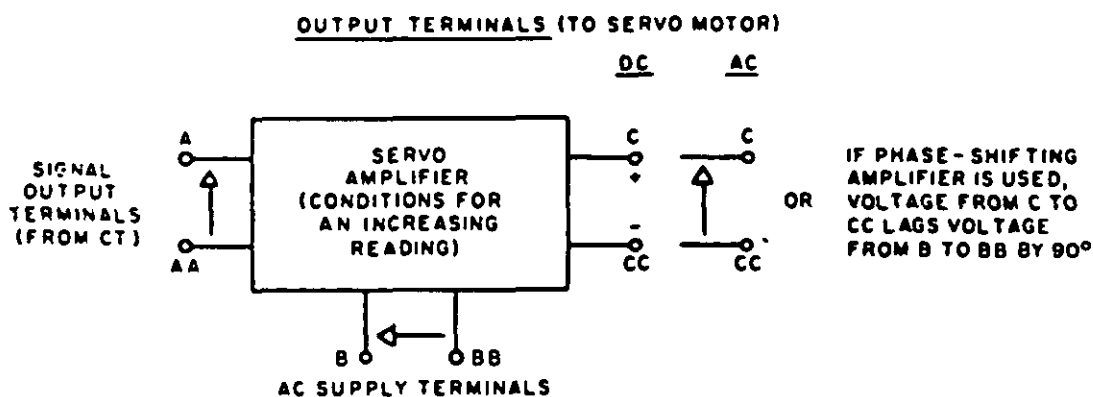 OUTPUT TERMINALS (TO SERVO MOTOR)
DC
AC
A
SIGNAL
OUTPUT
TERMINALS
(FROM CT)
AA
SERVO
AMPLIFIER
(CONDITIONS FOR
AN INCREASING
READING)
C
+
-
CC
C
CC
OR
IF PHASE-SHIFTING
AMPLIFIER IS USED,
VOLTAGE FROM C TO
CC LAGS VOLTAGE
FROM B TO BB BY 90°
B
BB
AC SUPPLY TERMINALS